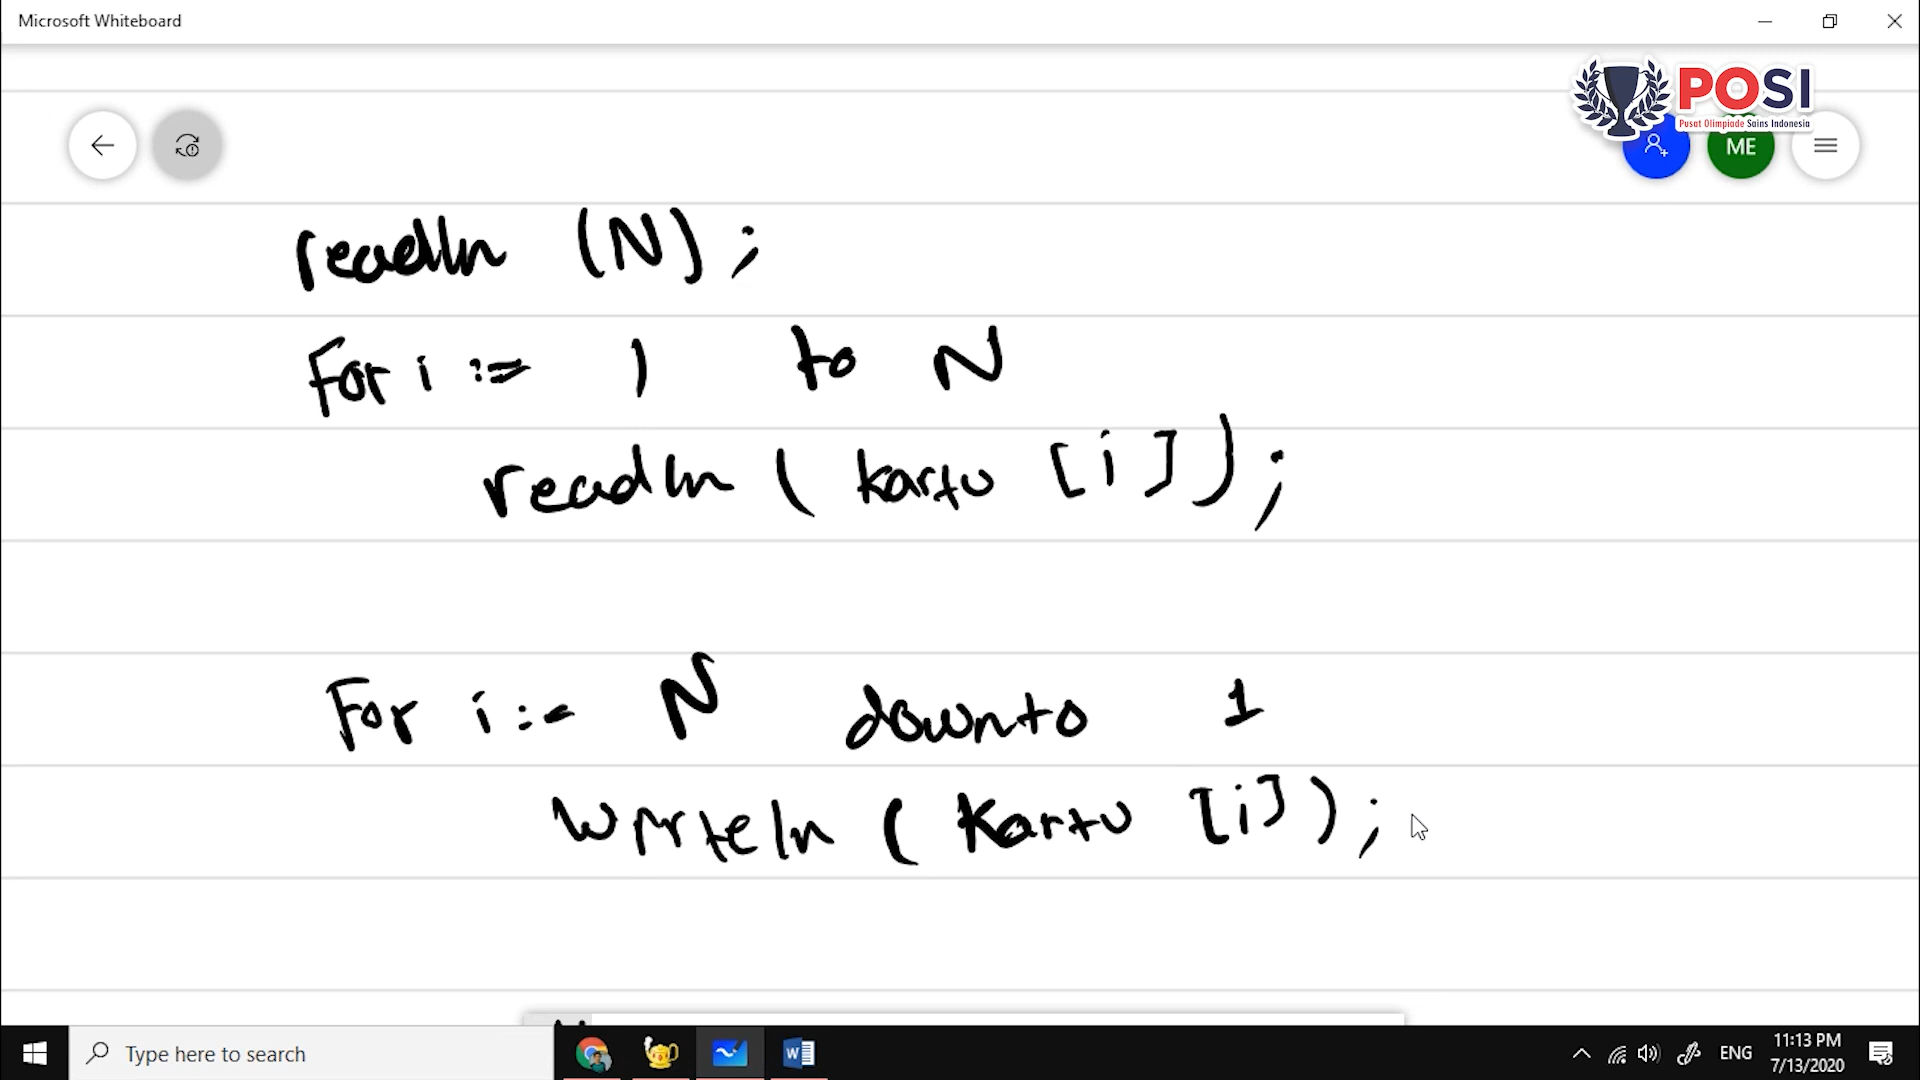 Microsoft Whiteboard
POSI
Pusat Olimpiade Sains Indonesia
ME
readln (N);
For i := 1 to N
readln ( kartu [i]);
For i := N downto 1
Writeln ( Kartu [i]);
Type here to search
ENG
11:13 PM
7/13/2020